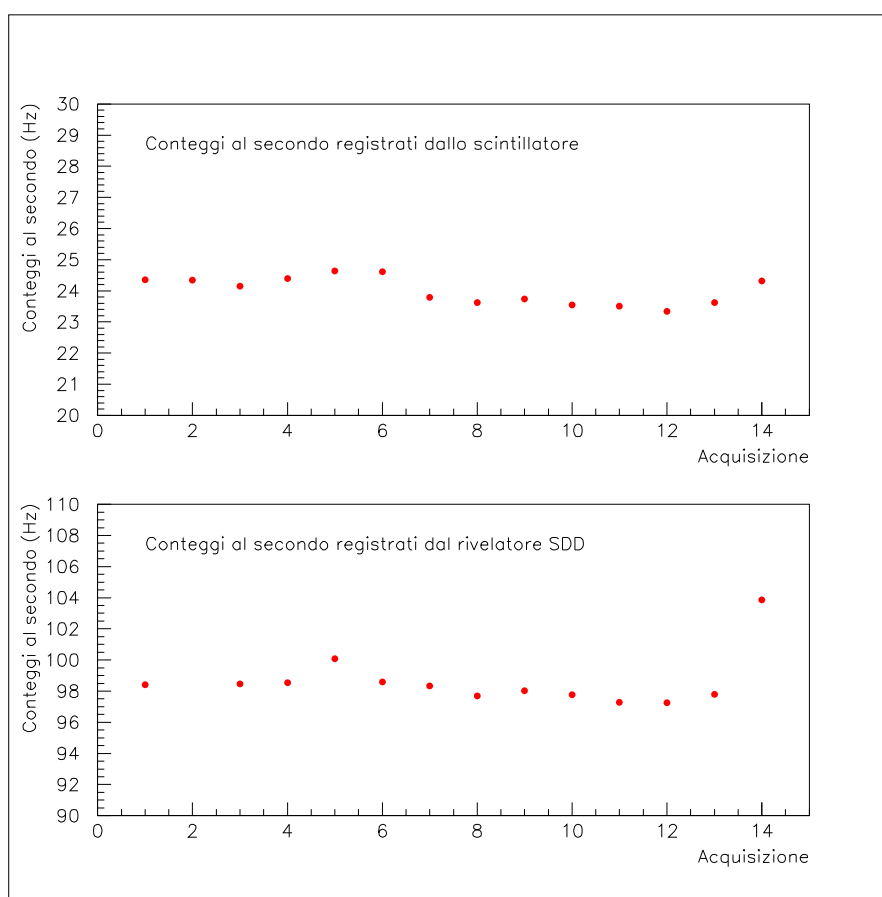 Conteggi al secondo (Hz)
30
29
28
27
26
25
24
23
22
21
20
Conteggi al secondo registrati dallo scintillatore
0 2 4 6 8 10 12 14
Acquisizione
Conteggi al secondo (Hz)
110
108
106
104
102
100
98
96
94
92
90
Conteggi al secondo registrati dal rivelatore SDD
0 2 4 6 8 10 12 14
Acquisizione